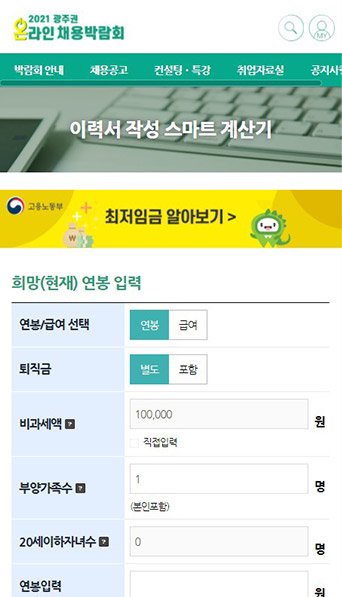 2021 광주권
온라인 채용박람회
MY
박람회 안내 채용공고 컨설팅·특강 취업자료실 공지사
이력서 작성 스마트 계산기
고용노동부
최저임금 알아보기 >
희망(현재) 연봉 입력
연봉/급여 선택 연봉 급여
퇴직금 별도 포함
비과세액 ? 100,000 원
직접입력
부양가족수 ? 1 명
(본인포함)
20세이하자녀수 ? 0 명
연봉입력 원